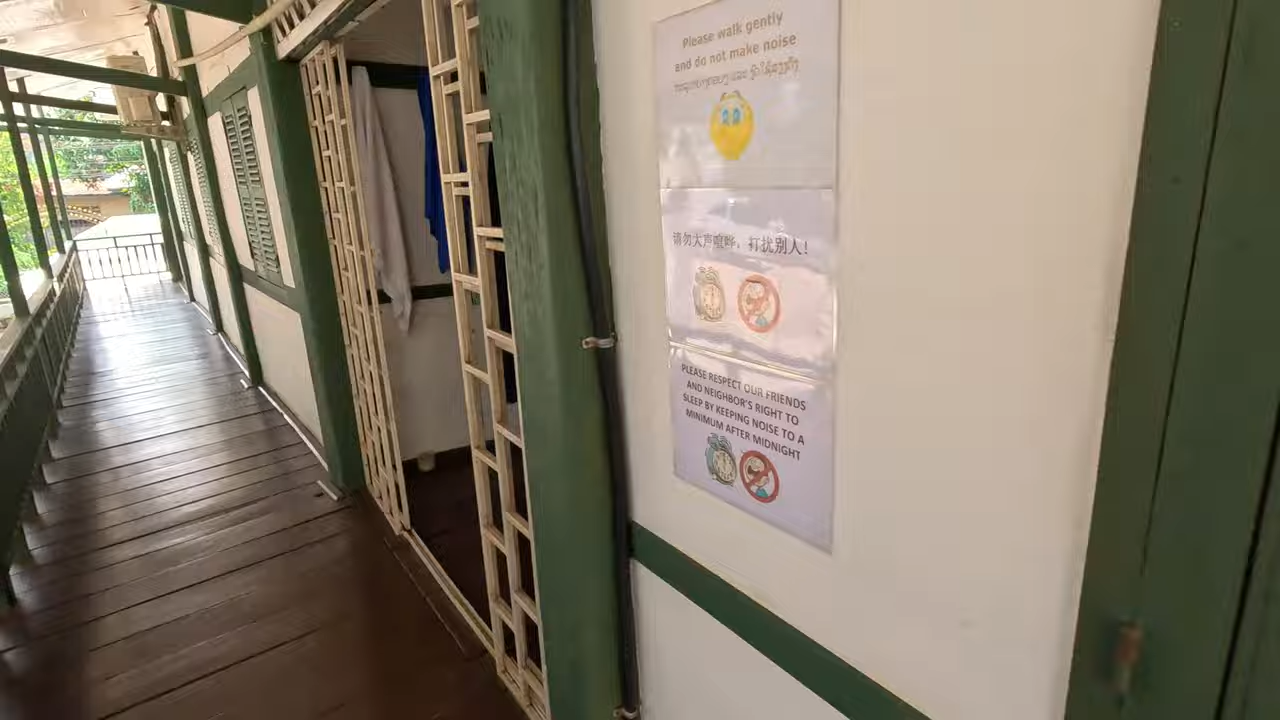 Please walk gently
and do not make noise
请勿大声喧哗，打扰别人！
PLEASE RESPECT OUR FRIENDS
AND NEIGHBOR'S RIGHT TO
SLEEP BY KEEPING NOISE TO A
MINIMUM AFTER MIDNIGHT